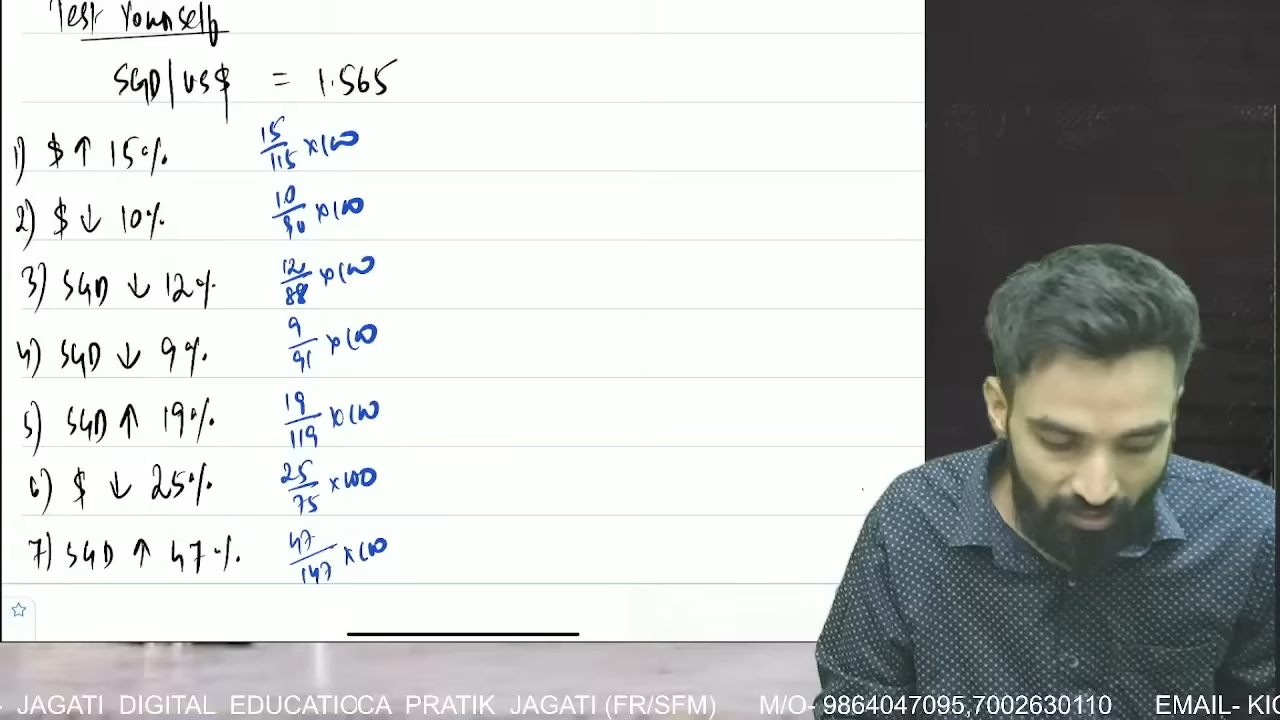 Test Yourself
SGD/US$ = 1.565
1) $ ↑ 15% 15/115 x 100
2) $ ↓ 10% 10/90 x 100
3) SGD ↓ 12% 12/88 x 100
4) SGD ↓ 9% 9/91 x 100
5) SGD ↑ 19% 19/119 x 100
6) $ ↓ 25% 25/75 x 100
7) SGD ↑ 47% 47/147 x 100
- JAGATI DIGITAL EDUCATIOCA PRATIK JAGATI (FR/SFM) M/O- 9864047095,7002630110 EMAIL- KIC